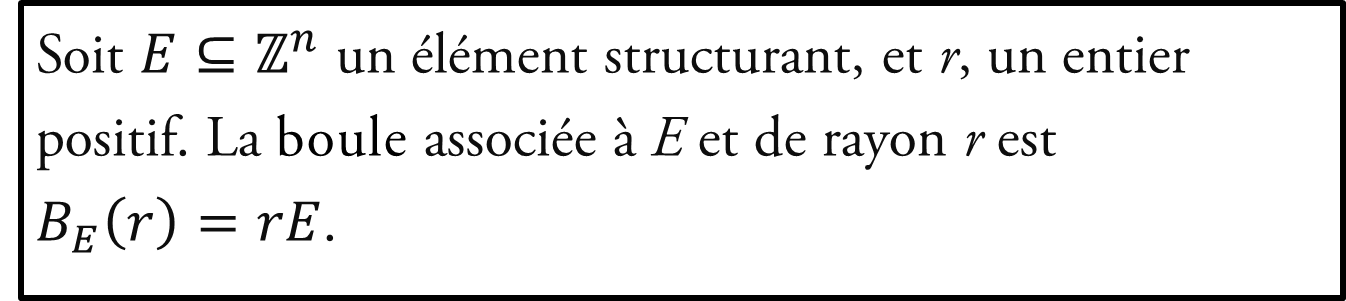 Soit 𝐸 ⊆ ℤⁿ un élément structurant, et r, un entier
positif. La boule associée à E et de rayon r est
𝐵_𝐸(𝑟) = 𝑟𝐸.